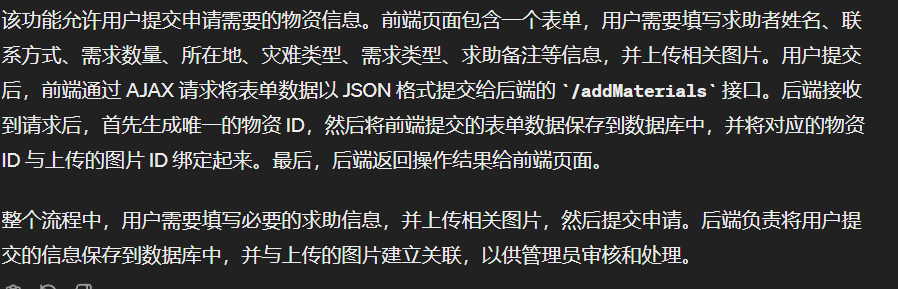 该功能允许用户提交申请需要的物资信息。前端页面包含一个表单，用户需要填写求助者姓名、联
系方式、需求数量、所在地、灾难类型、需求类型、求助备注等信息，并上传相关图片。用户提交
后，前端通过 AJAX 请求将表单数据以 JSON 格式提交给后端的 `/addMaterials` 接口。后端接收
到请求后，首先生成唯一的物资 ID，然后将前端提交的表单数据保存到数据库中，并将对应的物资
ID 与上传的图片 ID 绑定起来。最后，后端返回操作结果给前端页面。
整个流程中，用户需要填写必要的求助信息，并上传相关图片，然后提交申请。后端负责将用户提
交的信息保存到数据库中，并与上传的图片建立关联，以供管理员审核和处理。